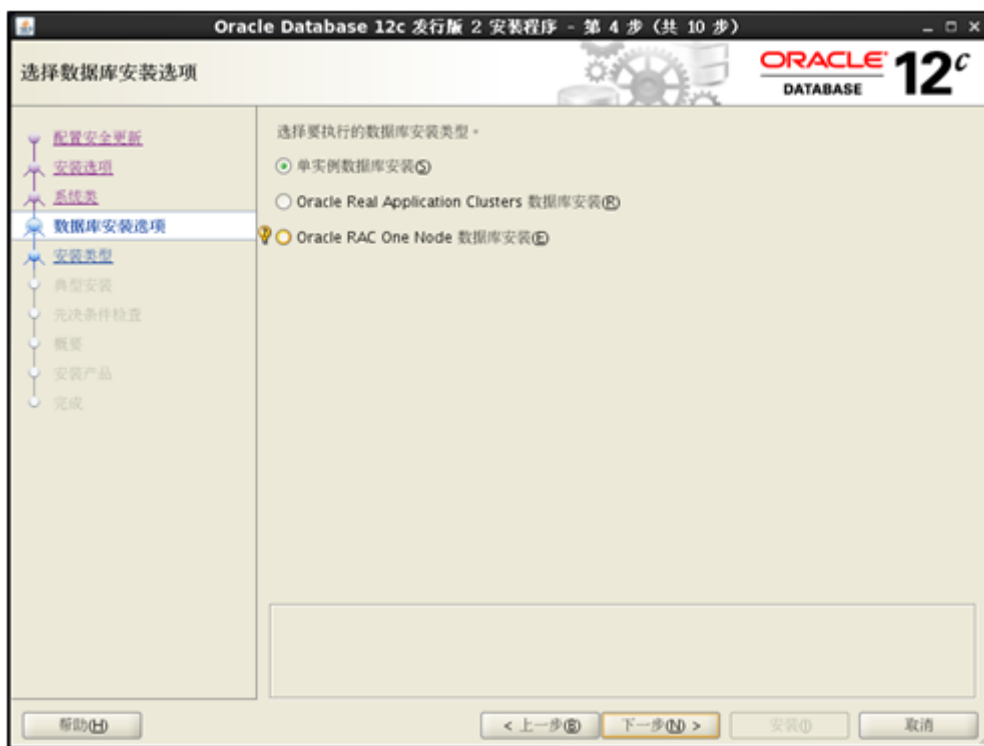 Oracle Database 12c 发行版 2 安装程序 - 第 4 步 (共 10 步)
选择数据库安装选项
ORACLE 12c
DATABASE
配置安全更新
安装选项
系统类
数据库安装选项
安装类型
典型安装
先决条件检查
概要
安装产品
完成
选择要执行的数据库安装类型。
单实例数据库安装(S)
Oracle Real Application Clusters 数据库安装(R)
Oracle RAC One Node 数据库安装(E)
帮助(H)
< 上一步(B)
下一步(N) >
安装(I)
取消